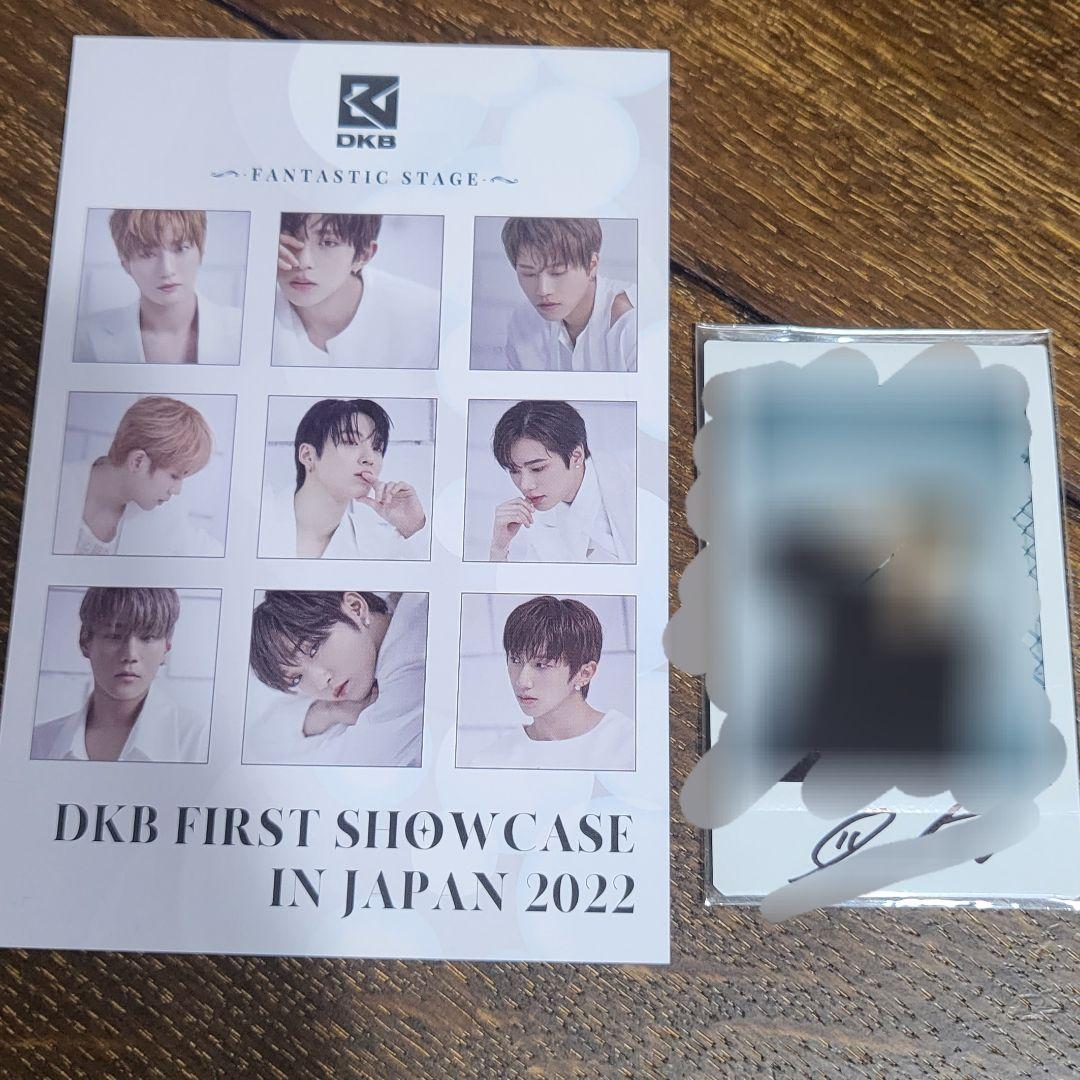 DKB
FANTASTIC STAGE
DKB FIRST SHOWCASE
IN JAPAN 2022